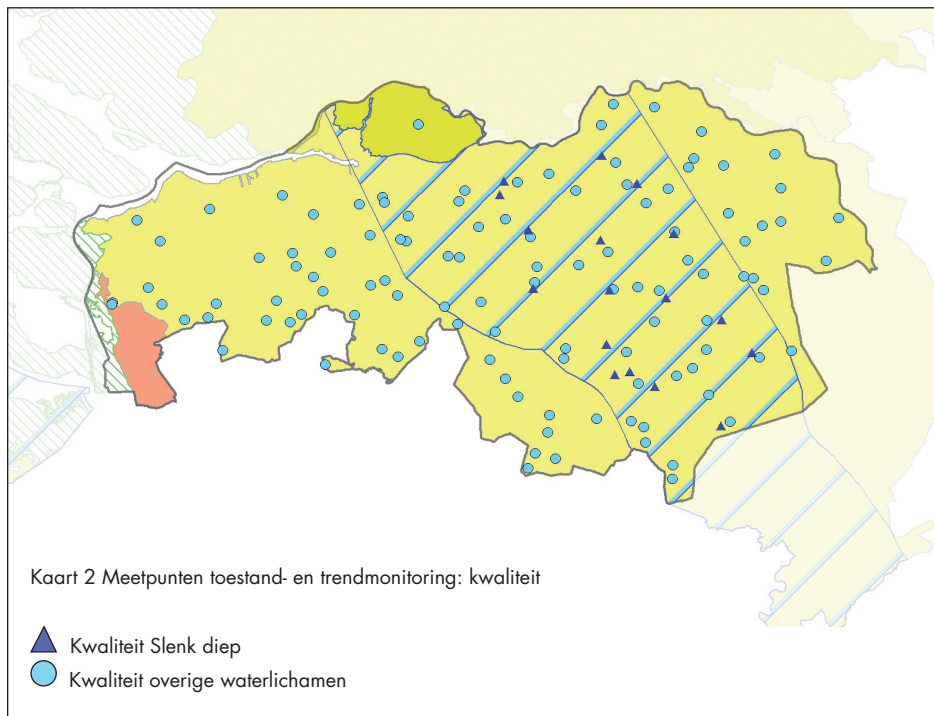 Kaart 2 Meetpunten toestand- en trendmonitoring: kwaliteit
Kwaliteit Slenk diep
Kwaliteit overige waterlichamen